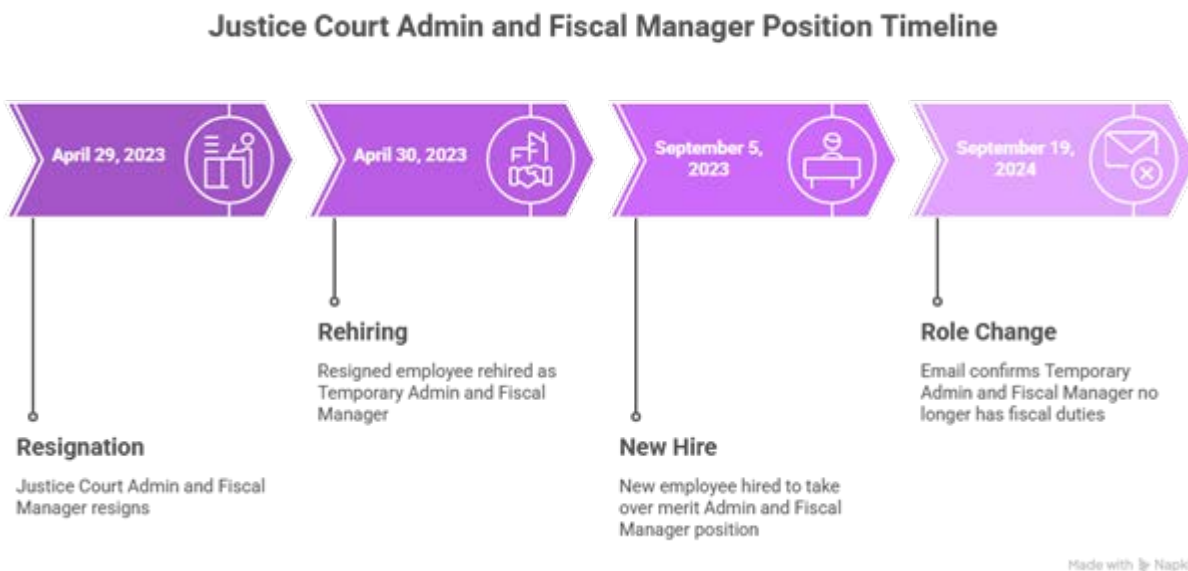 Justice Court Admin and Fiscal Manager Position Timeline
April 29, 2023
April 30, 2023
September 5,
2023
September 19,
2024
Resignation
Justice Court Admin and Fiscal
Manager resigns
Rehiring
Resigned employee rehired as
Temporary Admin and Fiscal
Manager
New Hire
New employee hired to take
over merit Admin and Fiscal
Manager position
Role Change
Email confirms Temporary
Admin and Fiscal Manager no
longer has fiscal duties
Made with Napk